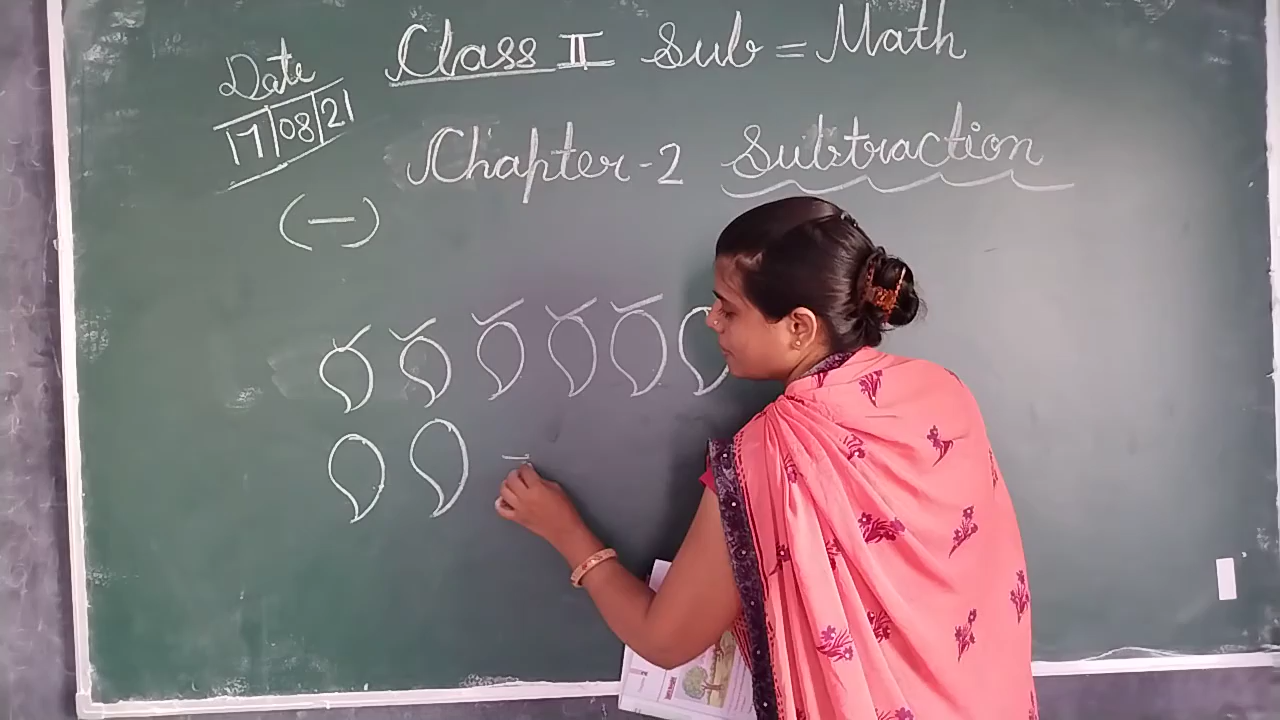 Class II Sub = Math
Date
17/08/21
Chapter-2 Subtraction
(—)